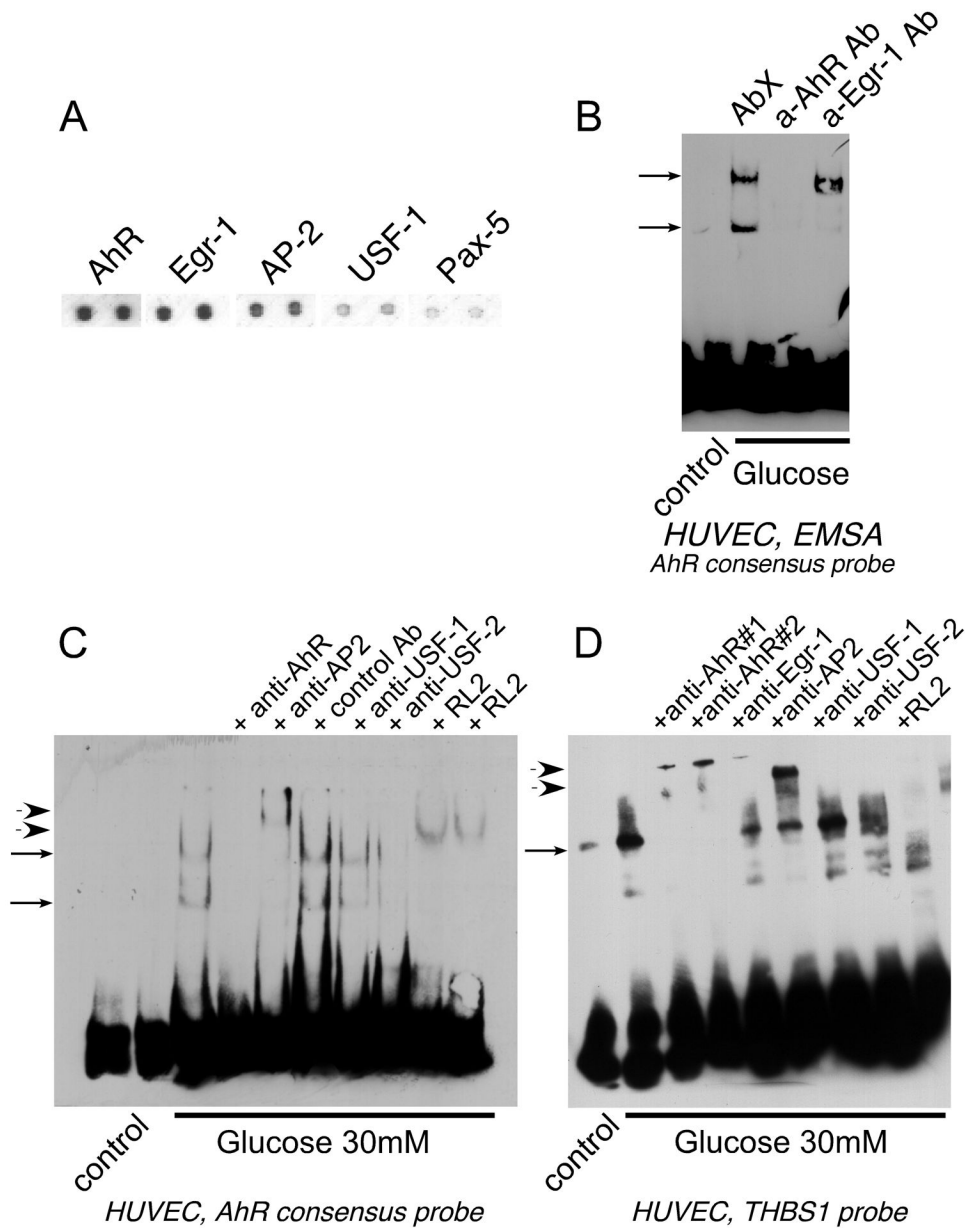 A
AhR
Egr-1
AP-2
USF-1
Pax-5
B
AbX
a-AhR Ab
a-Egr-1 Ab
control
Glucose
HUVEC, EMSA
AhR consensus probe
C
+ anti-AhR
+ anti-AP2
+ control Ab
+ anti-USF-1
+ anti-USF-2
+ RL2
+ RL2
control
Glucose 30mM
HUVEC, AhR consensus probe
D
+anti-AhR#1
+anti-AhR#2
+anti-Egr-1
+anti-AP2
+anti-USF-1
+anti-USF-2
+RL2
control
Glucose 30mM
HUVEC, THBS1 probe